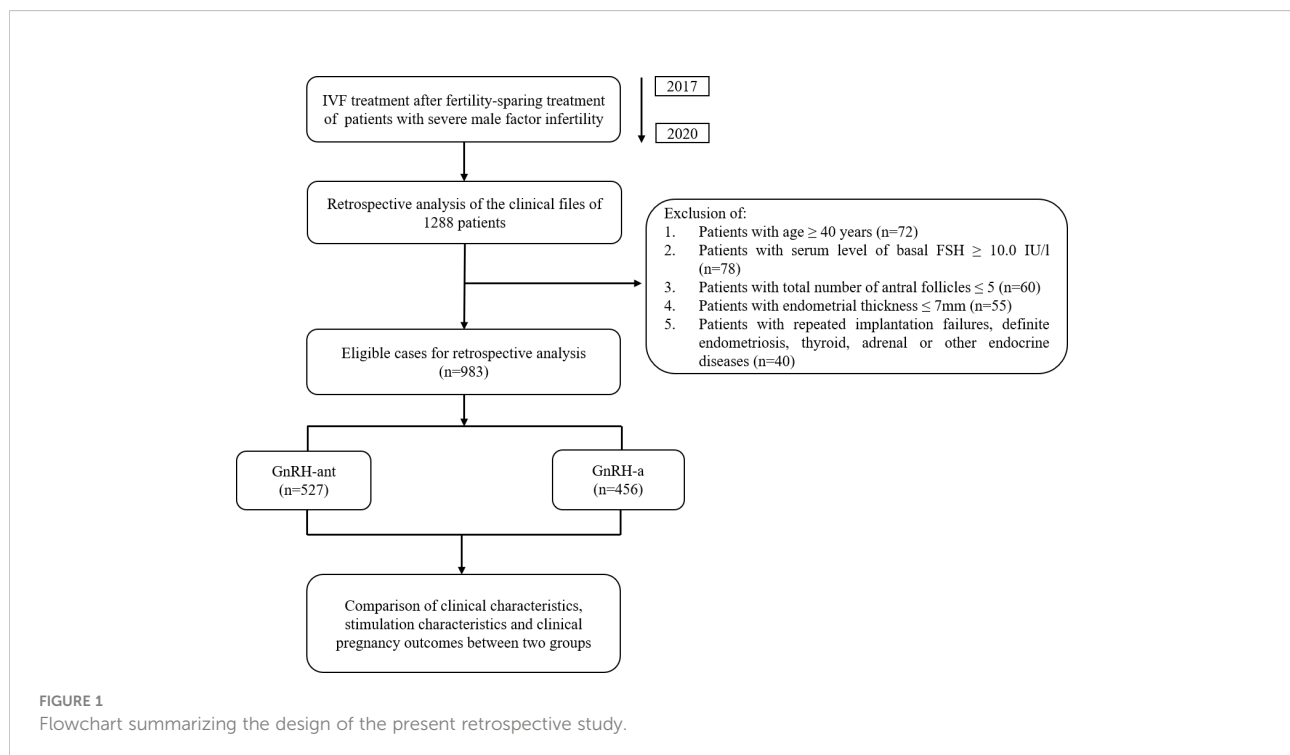 IVF treatment after fertility-sparing treatment
of patients with severe male factor infertility
2017
2020
Retrospective analysis of the clinical files of
1288 patients
Exclusion of:
1. Patients with age ≥ 40 years (n=72)
2. Patients with serum level of basal FSH ≥ 10.0 IU/l
(n=78)
3. Patients with total number of antral follicles ≤ 5 (n=60)
4. Patients with endometrial thickness ≤ 7mm (n=55)
5. Patients with repeated implantation failures, definite
endometriosis, thyroid, adrenal or other endocrine
diseases (n=40)
Eligible cases for retrospective analysis
(n=983)
GnRH-ant
(n=527)
GnRH-a
(n=456)
Comparison of clinical characteristics,
stimulation characteristics and clinical
pregnancy outcomes between two groups
FIGURE 1
Flowchart summarizing the design of the present retrospective study.